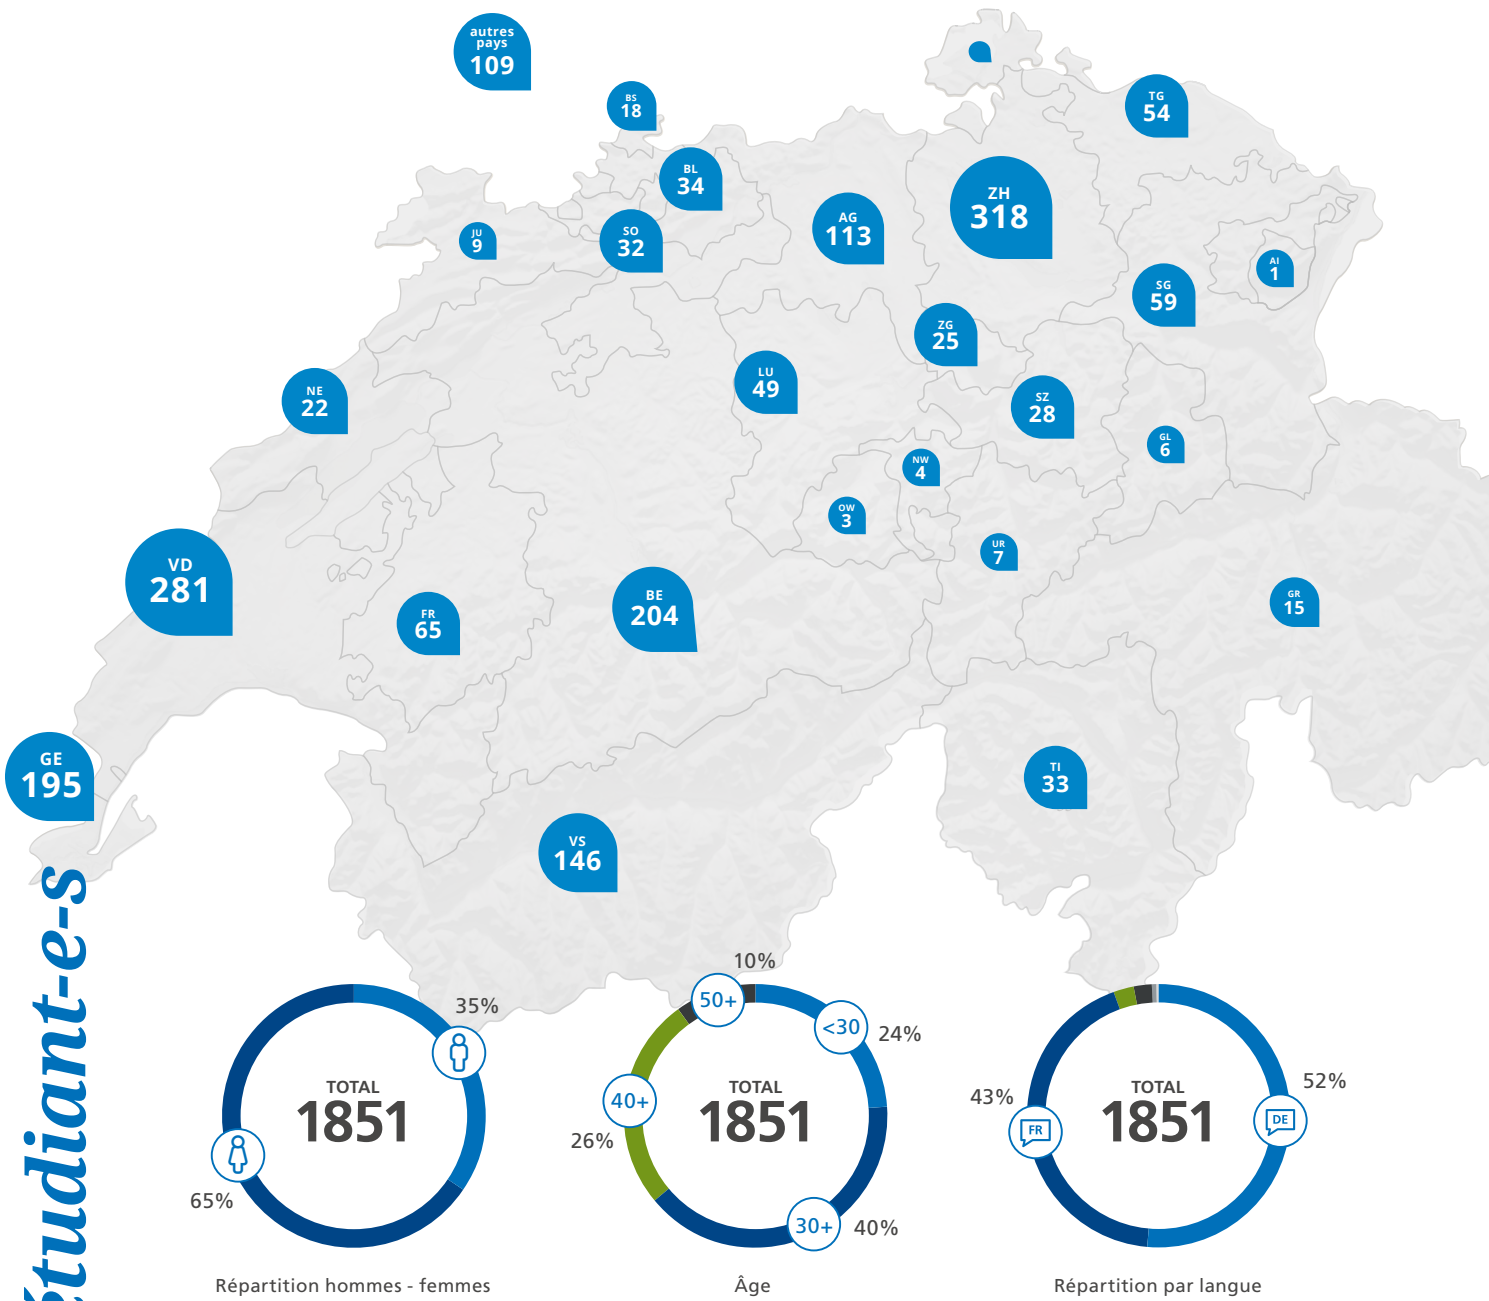 autres
pays
109
BS
18
TG
54
BL
34
ZH
318
AG
113
JU
9
SO
32
AI
1
SG
59
ZG
25
LU
49
NE
22
SZ
28
GL
6
NW
4
OW
3
UR
7
VD
281
FR
65
BE
204
GR
15
GE
195
TI
33
VS
146
étudiant-e-s
35%
TOTAL
1851
65%
Répartition hommes - femmes
10%
50+
<30
24%
TOTAL
1851
40+
26%
30+
40%
Âge
52%
43%
TOTAL
1851
FR
DE
Répartition par langue